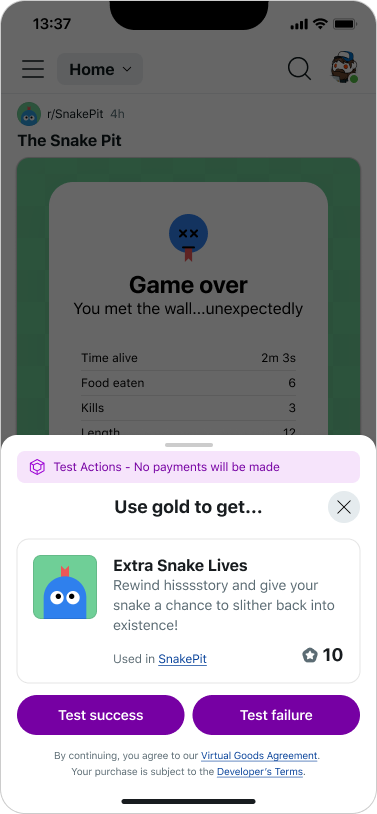 13:37
Home
r/SnakePit 4h
The Snake Pit
Game over
You met the wall...unexpectedly
Time alive 2m 3s
Food eaten 6
Kills 3
Length 12
Test Actions - No payments will be made
Use gold to get...
Extra Snake Lives
Rewind hisssstory and give your
snake a chance to slither back into
existence!
Used in SnakePit 10
Test success Test failure
By continuing, you agree to our Virtual Goods Agreement.
Your purchase is subject to the Developer's Terms.